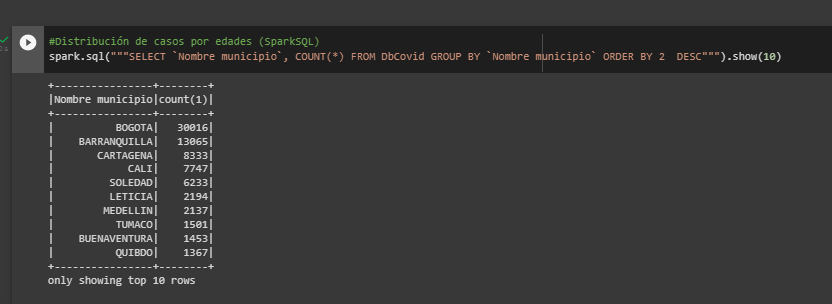 #Distribución de casos por edades (SparkSQL)
spark.sql("""SELECT `Nombre municipio`, COUNT(*) FROM DbCovid GROUP BY `Nombre municipio` ORDER BY 2  DESC""").show(10)
+----------------+--------+
|Nombre municipio|count(1)|
+----------------+--------+
|          BOGOTA|   30016|
|    BARRANQUILLA|   13065|
|       CARTAGENA|    8333|
|            CALI|    7747|
|         SOLEDAD|    6233|
|         LETICIA|    2194|
|        MEDELLIN|    2137|
|          TUMACO|    1501|
|    BUENAVENTURA|    1453|
|          QUIBDO|    1367|
+----------------+--------+
only showing top 10 rows